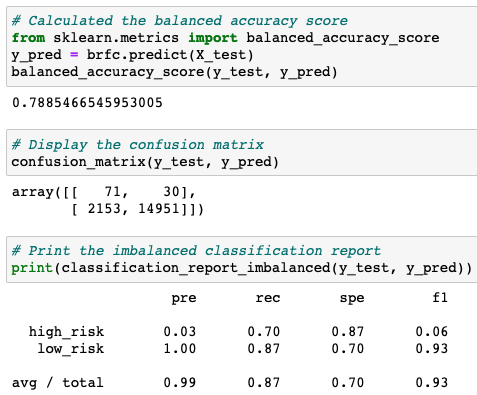 # Calculated the balanced accuracy score
from sklearn.metrics import balanced_accuracy_score
y_pred = brfc.predict(X_test)
balanced_accuracy_score(y_test, y_pred)
0.7885466545953005
# Display the confusion matrix
confusion_matrix(y_test, y_pred)
array([[   71,    30],
       [ 2153, 14951]])
# Print the imbalanced classification report
print(classification_report_imbalanced(y_test, y_pred))
                   pre       rec       spe        f1
  high_risk       0.03      0.70      0.87      0.06
   low_risk       1.00      0.87      0.70      0.93
avg / total       0.99      0.87      0.70      0.93